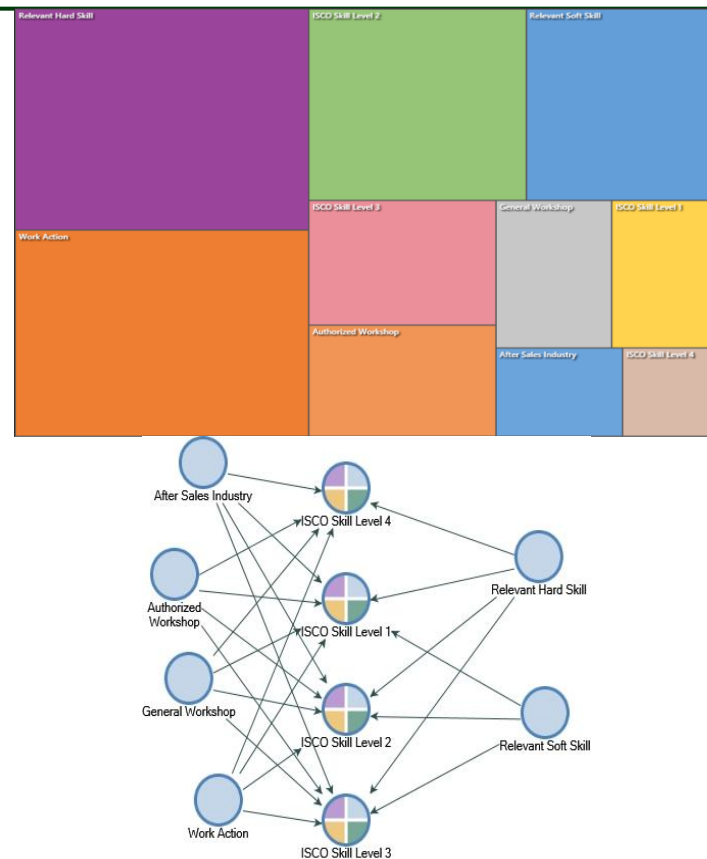 Relevant Hard Skill
ISCO Skill Level 2
Relevant Soft Skill
ISCO Skill Level 3
General Workshop
ISCO Skill Level 1
Work Action
Authorized Workshop
After Sales Industry
ISCO Skill Level 4
After Sales Industry
ISCO Skill Level 4
Relevant Hard Skill
Authorized
Workshop
ISCO Skill Level 1
General Workshop
ISCO Skill Level 2
Relevant Soft Skill
Work Action
ISCO Skill Level 3